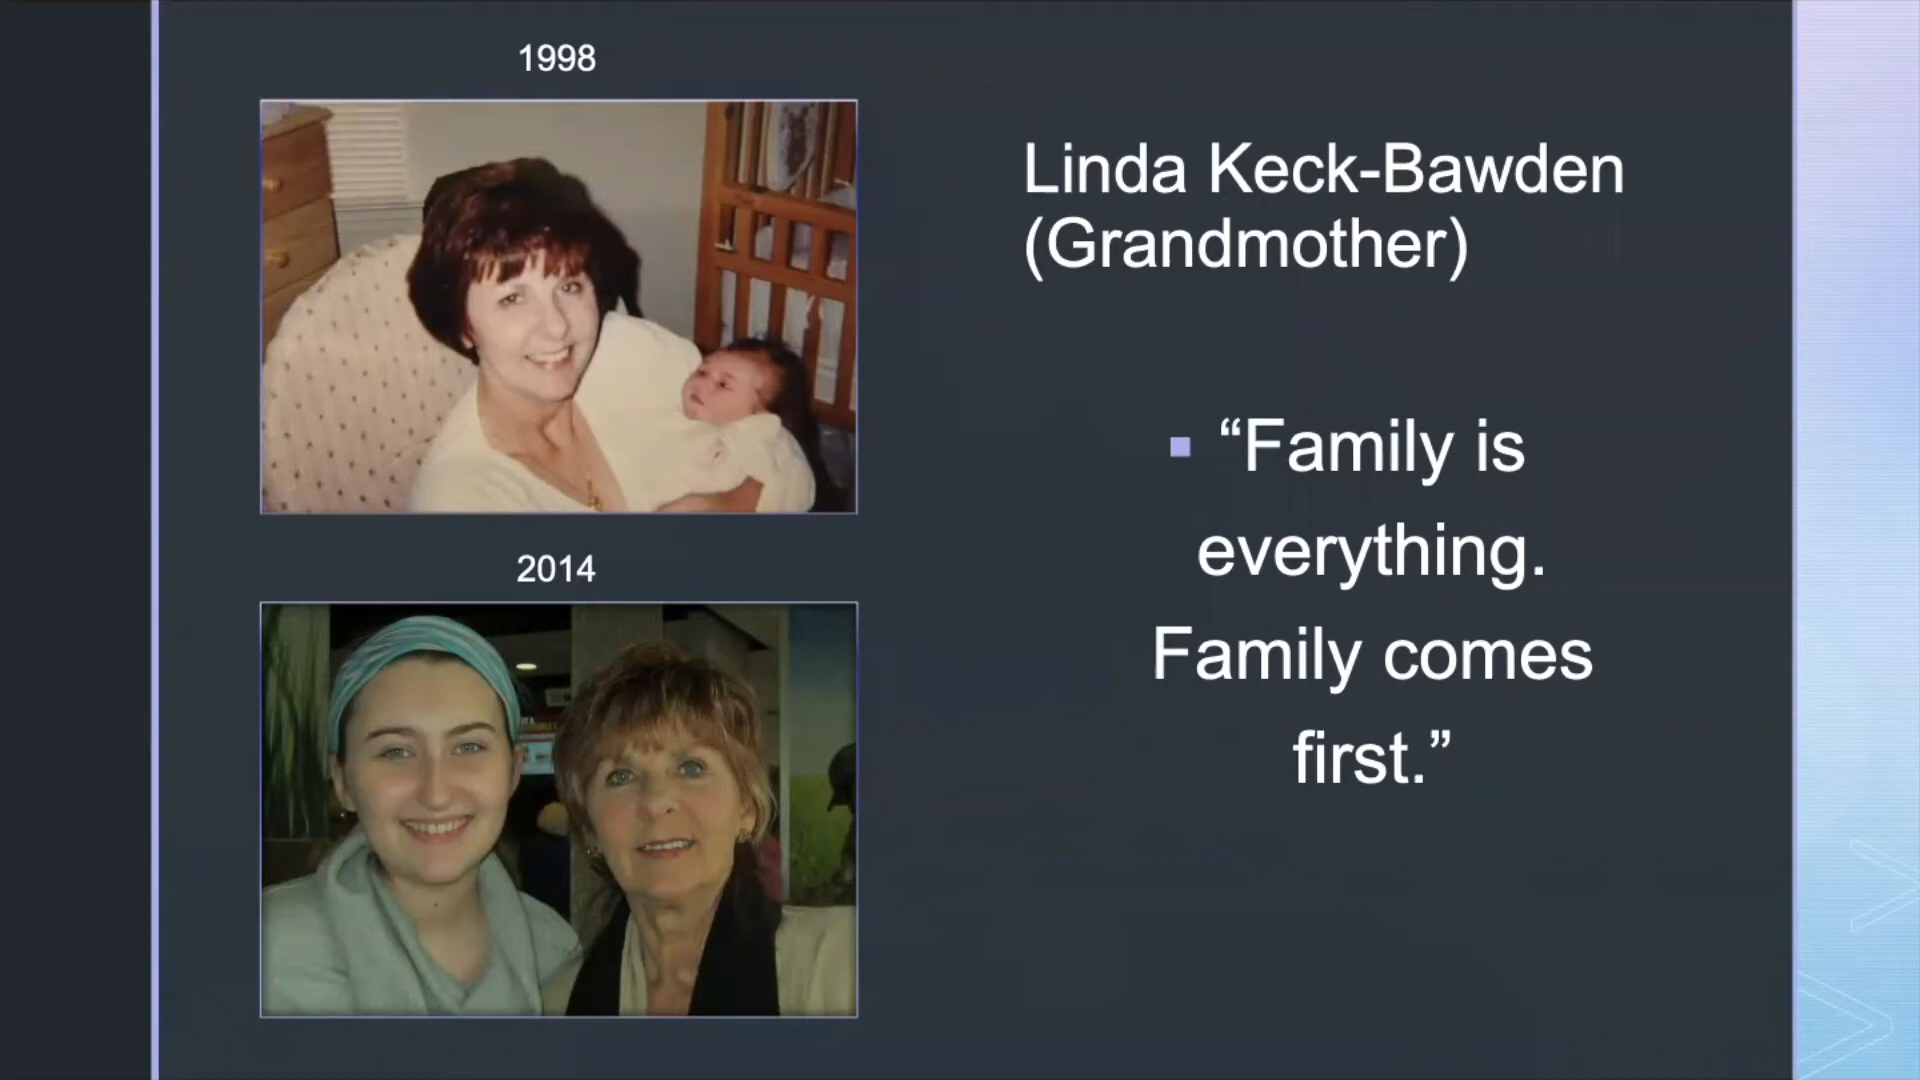 1998
Linda Keck-Bawden
(Grandmother)
“Family is
everything.
Family comes
first.”
2014